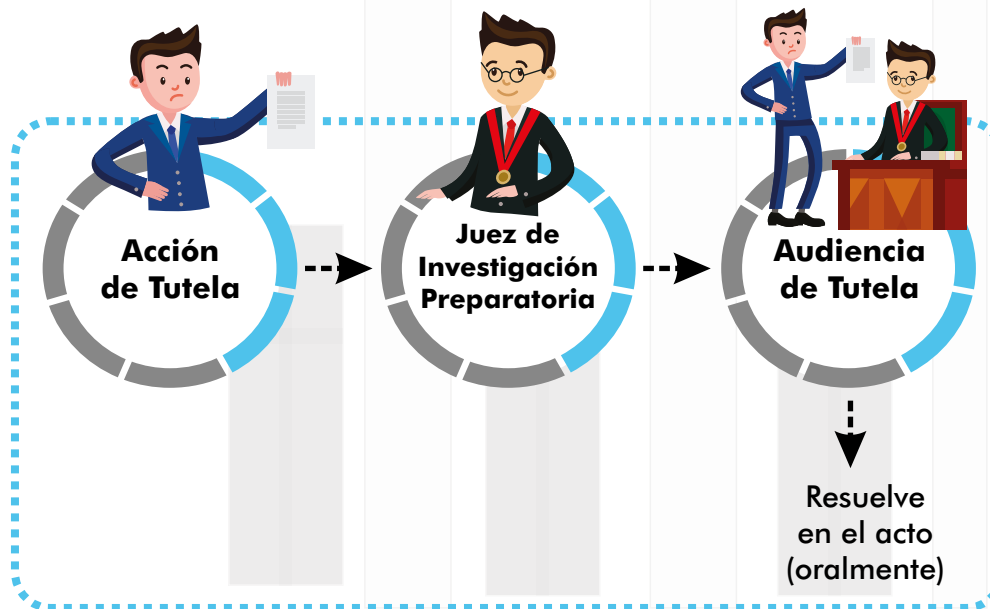 Acción
de Tutela
Juez de
Investigación
Preparatoria
Audiencia
de Tutela
Resuelve
en el acto
(oralmente)